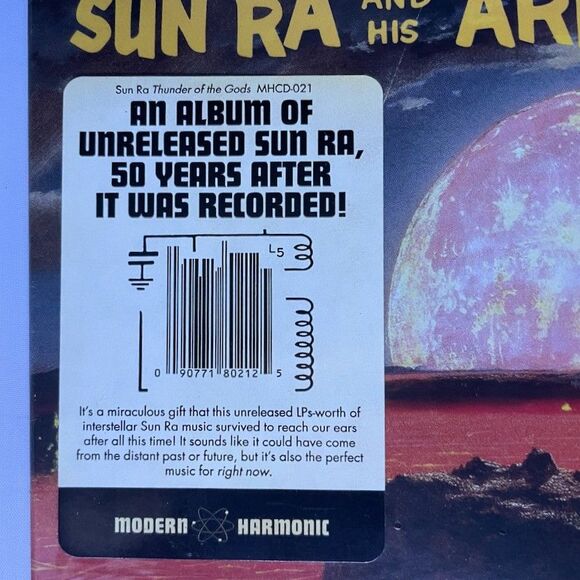 SUN RA AND HIS AR
Sun Ra Thunder of the Gods MHCD-021
AN ALBUM OF
UNRELEASED SUN RA,
50 YEARS AFTER
IT WAS RECORDED!
L5
0 90771 80212 5
It's a miraculous gift that this unreleased LPs-worth of
interstellar Sun Ra music survived to reach our ears
after all this time! It sounds like it could have come
from the distant past or future, but it's also the perfect
music for right now.
MODERN HARMONIC